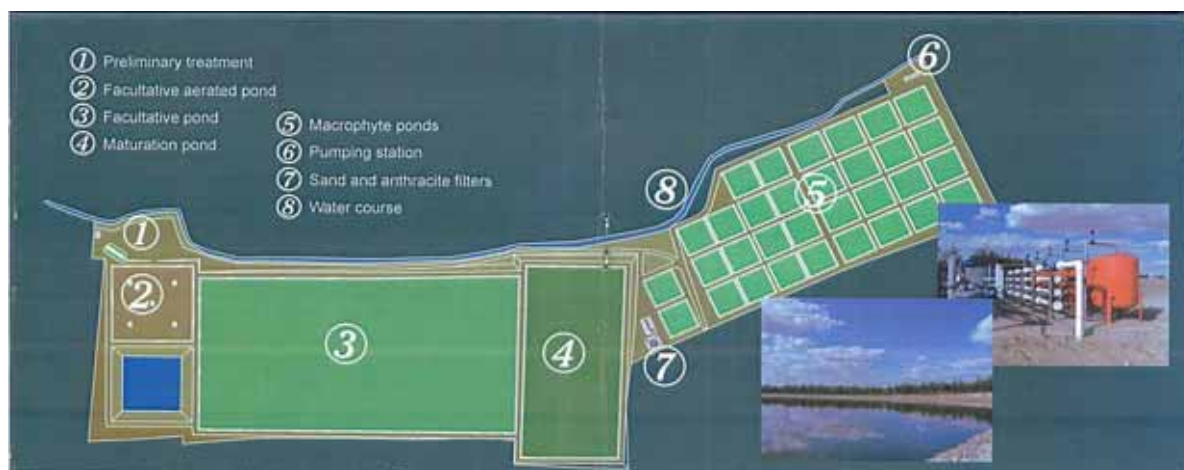 1 Preliminary treatment
2 Facultative aerated pond
3 Facultative pond
4 Maturation pond
5 Macrophyte ponds
6 Pumping station
7 Sand and anthracite filters
8 Water course
1
2
3
4
5
6
7
8